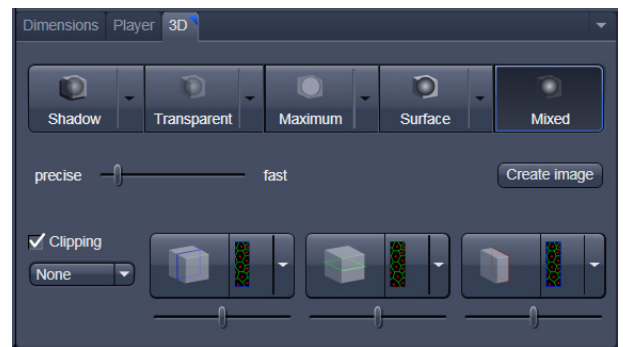 Dimensions Player 3D
Shadow Transparent Maximum Surface Mixed
precise fast Create image
Clipping
None